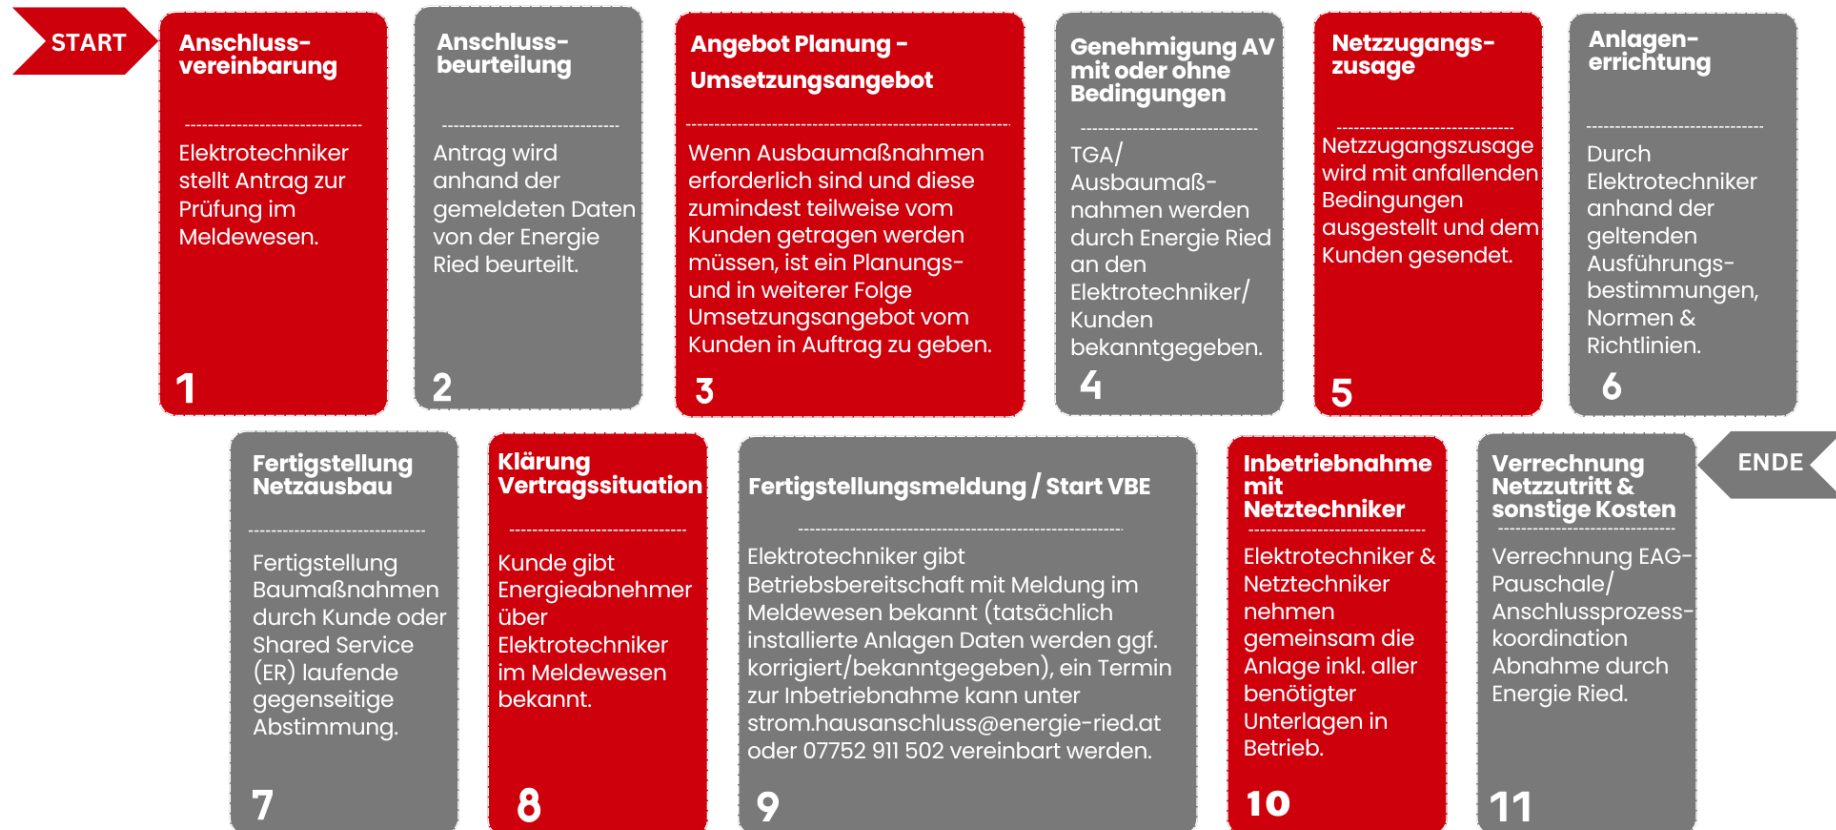 START
Anschluss-
vereinbarung
Elektrotechniker
stellt Antrag zur
Prüfung im
Meldewesen.
1
Anschluss-
beurteilung
Antrag wird
anhand der
gemeldeten Daten
von der Energie
Ried beurteilt.
2
Angebot Planung -
Umsetzungsangebot
Wenn Ausbaumaßnahmen
erforderlich sind und diese
zumindest teilweise vom
Kunden getragen werden
müssen, ist ein Planungs-
und in weiterer Folge
Umsetzungsangebot vom
Kunden in Auftrag zu geben.
3
Genehmigung AV
mit oder ohne
Bedingungen
TGA/
Ausbaumaß-
nahmen werden
durch Energie Ried
an den
Elektrotechniker/
Kunden
bekanntgegeben.
4
Netzzugangs-
zusage
Netzzugangszusage
wird mit anfallenden
Bedingungen
ausgestellt und dem
Kunden gesendet.
5
Anlagen-
errichtung
Durch
Elektrotechniker
anhand der
geltenden
Ausführungs-
bestimmungen,
Normen &
Richtlinien.
6
Fertigstellung
Netzausbau
Fertigstellung
Baumaßnahmen
durch Kunde oder
Shared Service
(ER) laufende
gegenseitige
Abstimmung.
7
Klärung
Vertragssituation
Kunde gibt
Energieabnehmer
über
Elektrotechniker
im Meldewesen
bekannt.
8
Fertigstellungsmeldung / Start VBE
Elektrotechniker gibt
Betriebsbereitschaft mit Meldung im
Meldewesen bekannt (tatsächlich
installierte Anlagen Daten werden ggf.
korrigiert/bekanntgegeben), ein Termin
zur Inbetriebnahme kann unter
strom.hausanschluss@energie-ried.at
oder 07752 911 502 vereinbart werden.
9
Inbetriebnahme
mit
Netztechniker
Elektrotechniker &
Netztechniker
nehmen
gemeinsam die
Anlage inkl. aller
benötigter
Unterlagen in
Betrieb.
10
Verrechnung
Netzzutritt &
sonstige Kosten
Verrechnung EAG-
Pauschale/
Anschlussprozess-
koordination
Abnahme durch
Energie Ried.
11
ENDE